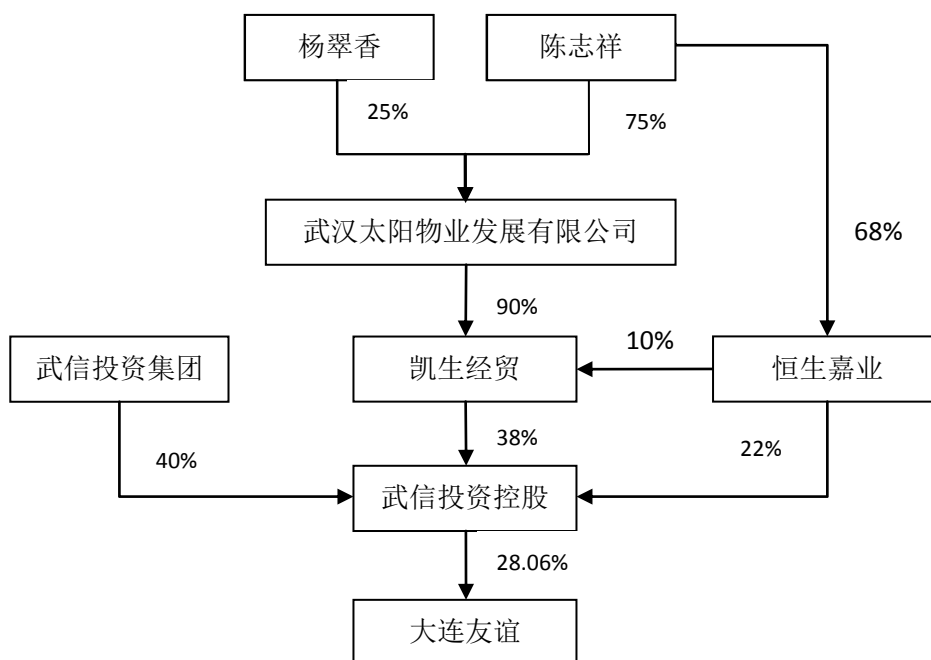 杨翠香
陈志祥
25%
75%
武汉太阳物业发展有限公司
68%
90%
武信投资集团
凯生经贸
10%
恒生嘉业
40%
38%
22%
武信投资控股
28.06%
大连友谊